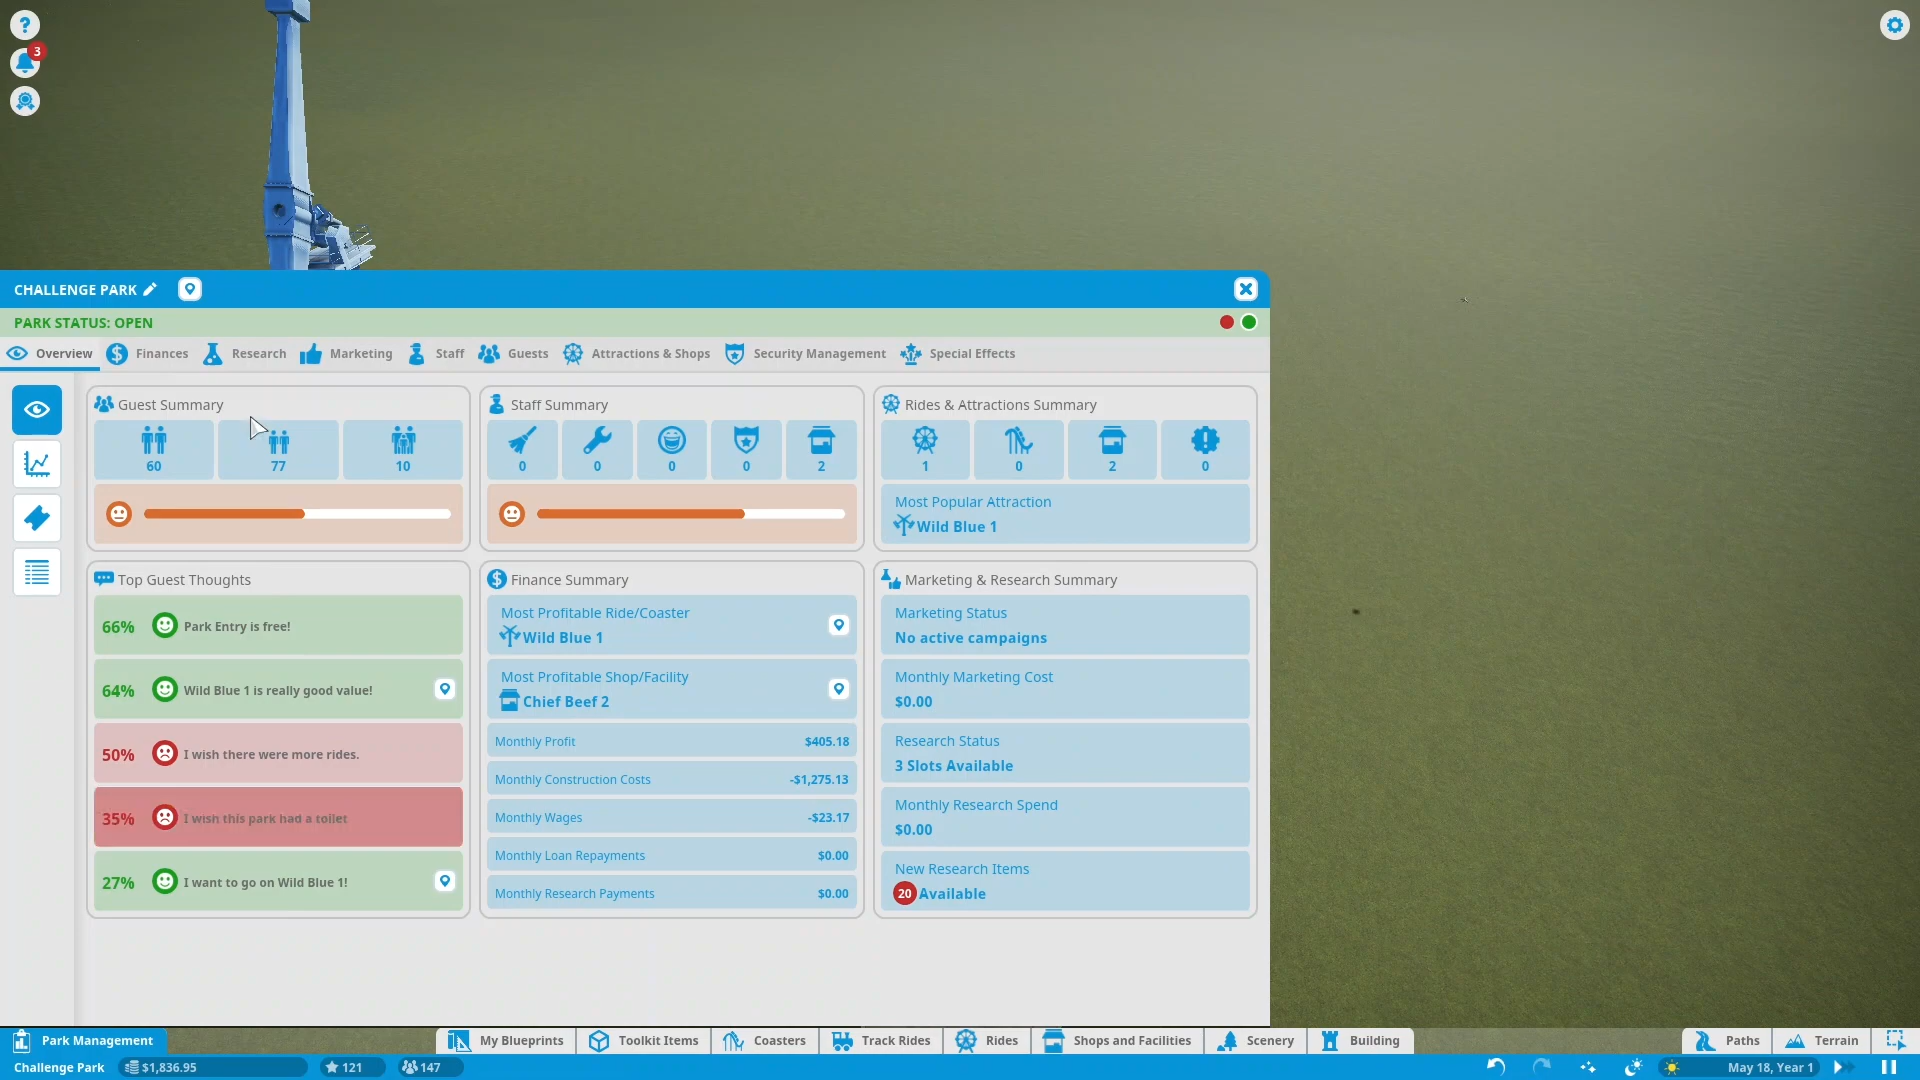 ?
3
CHALLENGE PARK
PARK STATUS: OPEN
Overview
Finances
Research
Marketing
Staff
Guests
Attractions & Shops
Security Management
Special Effects
Guest Summary
60
77
10
Staff Summary
0
0
0
0
2
Rides & Attractions Summary
1
0
2
0
Most Popular Attraction
Wild Blue 1
Top Guest Thoughts
66% Park Entry is free!
64% Wild Blue 1 is really good value!
50% I wish there were more rides.
35% I wish this park had a toilet
27% I want to go on Wild Blue 1!
Finance Summary
Most Profitable Ride/Coaster
Wild Blue 1
Most Profitable Shop/Facility
Chief Beef 2
Monthly Profit $405.18
Monthly Construction Costs -$1,275.13
Monthly Wages -$23.17
Monthly Loan Repayments $0.00
Monthly Research Payments $0.00
Marketing & Research Summary
Marketing Status
No active campaigns
Monthly Marketing Cost
$0.00
Research Status
3 Slots Available
Monthly Research Spend
$0.00
New Research Items
20 Available
Park Management
My Blueprints
Toolkit Items
Coasters
Track Rides
Rides
Shops and Facilities
Scenery
Building
Paths
Terrain
Challenge Park
$1,836.95
121
147
May 18, Year 1